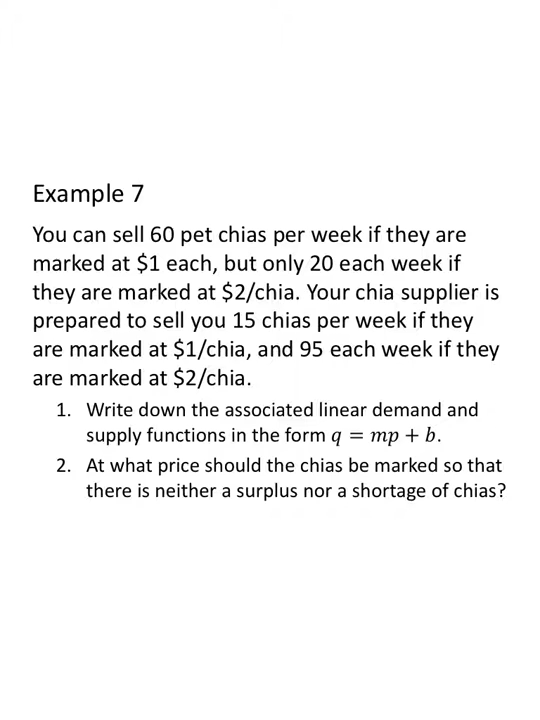 Example 7
You can sell 60 pet chias per week if they are
marked at $1 each, but only 20 each week if
they are marked at $2/chia. Your chia supplier is
prepared to sell you 15 chias per week if they
are marked at $1/chia, and 95 each week if they
are marked at $2/chia.
1. Write down the associated linear demand and
supply functions in the form q = mp + b.
2. At what price should the chias be marked so that
there is neither a surplus nor a shortage of chias?